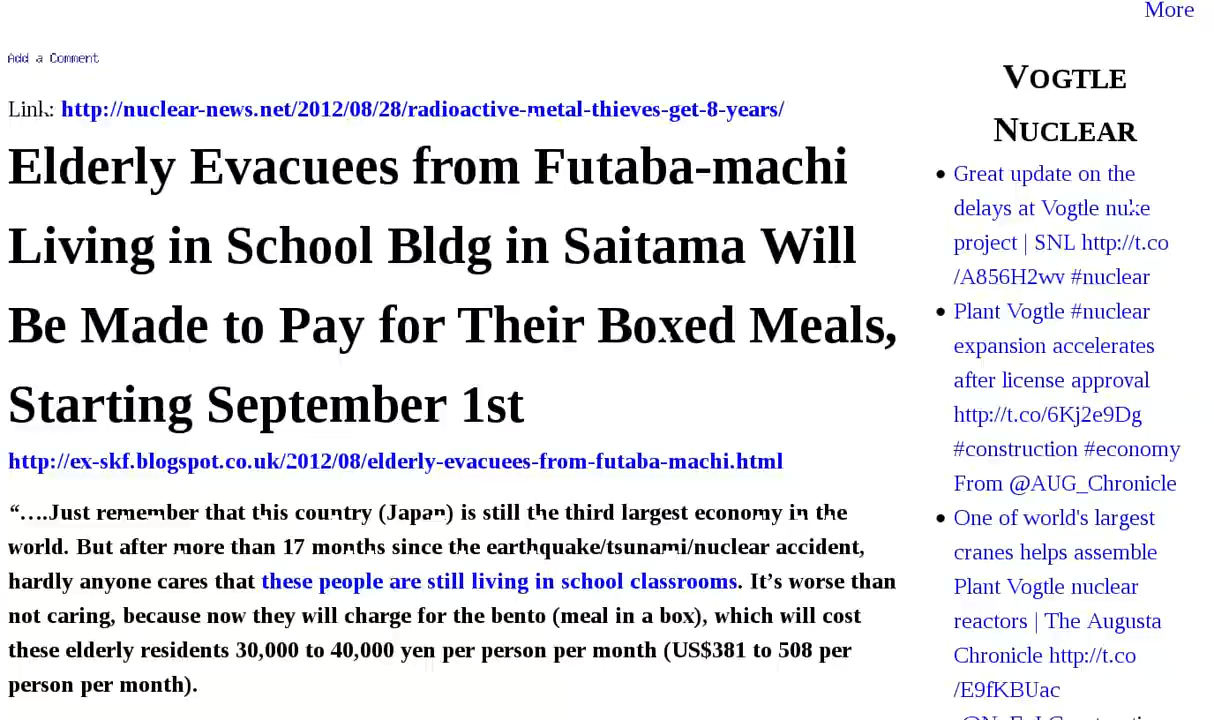 More
Add a Comment
Link: http://nuclear-news.net/2012/08/28/radioactive-metal-thieves-get-8-years/
Elderly Evacuees from Futaba-machi
Living in School Bldg in Saitama Will
Be Made to Pay for Their Boxed Meals,
Starting September 1st
http://ex-skf.blogspot.co.uk/2012/08/elderly-evacuees-from-futaba-machi.html
“….Just remember that this country (Japan) is still the third largest economy in the
world. But after more than 17 months since the earthquake/tsunami/nuclear accident,
hardly anyone cares that these people are still living in school classrooms. It’s worse than
not caring, because now they will charge for the bento (meal in a box), which will cost
these elderly residents 30,000 to 40,000 yen per person per month (US$381 to 508 per
person per month).
Vogtle
Nuclear
Great update on the
delays at Vogtle nuke
project | SNL http://t.co
/A856H2wv #nuclear
Plant Vogtle #nuclear
expansion accelerates
after license approval
http://t.co/6Kj2e9Dg
#construction #economy
From @AUG_Chronicle
One of world's largest
cranes helps assemble
Plant Vogtle nuclear
reactors | The Augusta
Chronicle http://t.co
/E9fKBUac